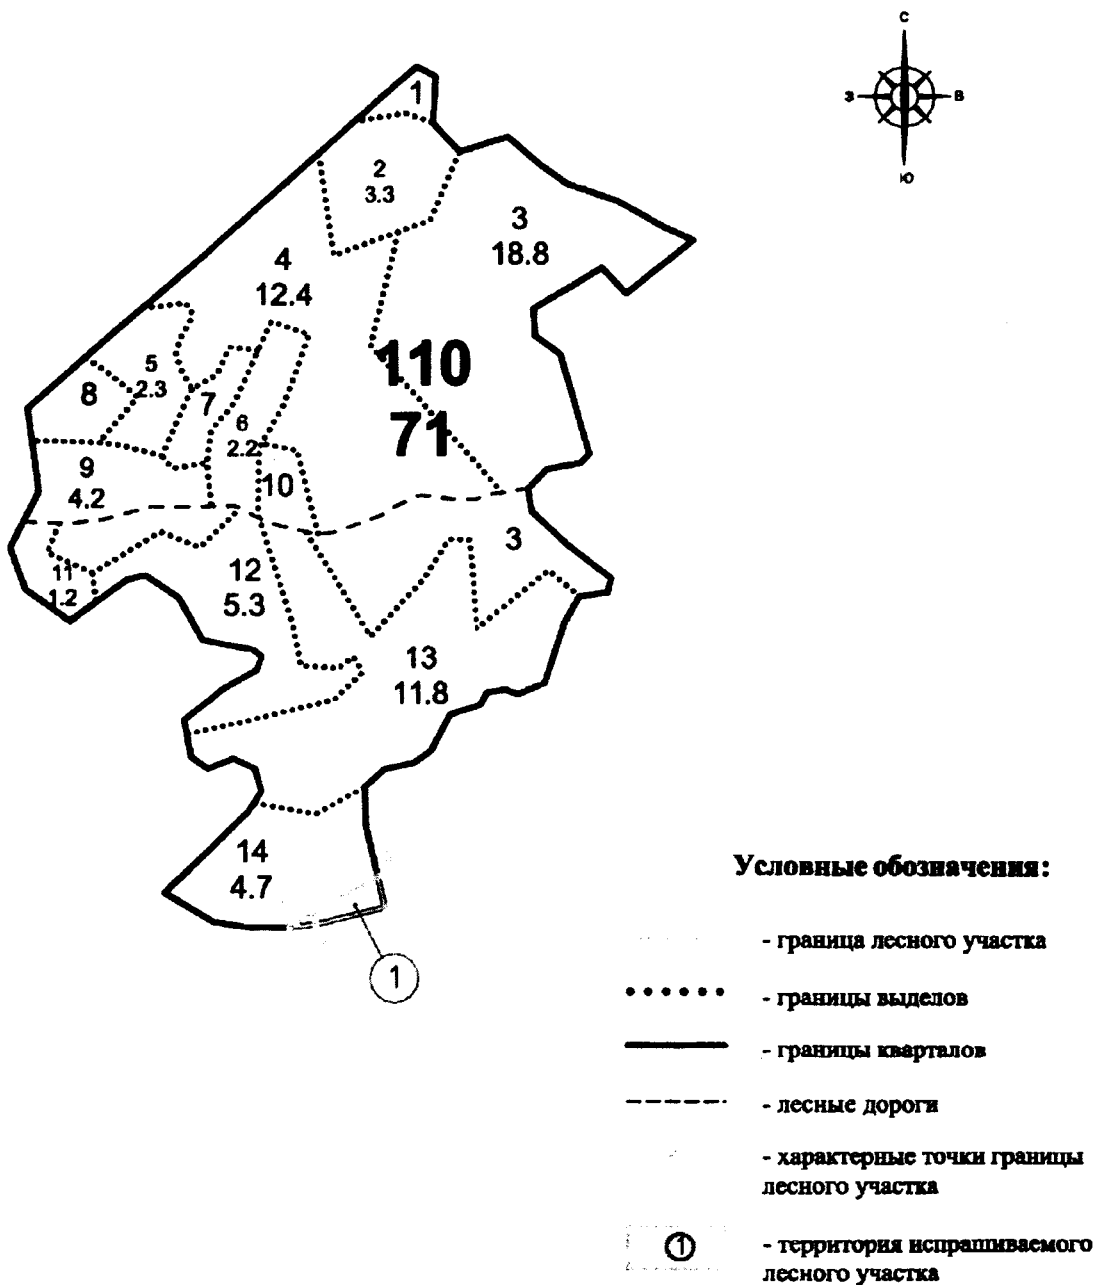 С
З
В
Ю
1
2
3.3
3
18.8
4
12.4
110
71
5
2.3
8
7
6
2.2
9
4.2
10
3
11
1.2
12
5.3
13
11.8
14
4.7
1
Условные обозначения:
- граница лесного участка
- границы выделов
- границы кварталов
- лесные дороги
- характерные точки границы
лесного участка
1
- территория испрашиваемого
лесного участка